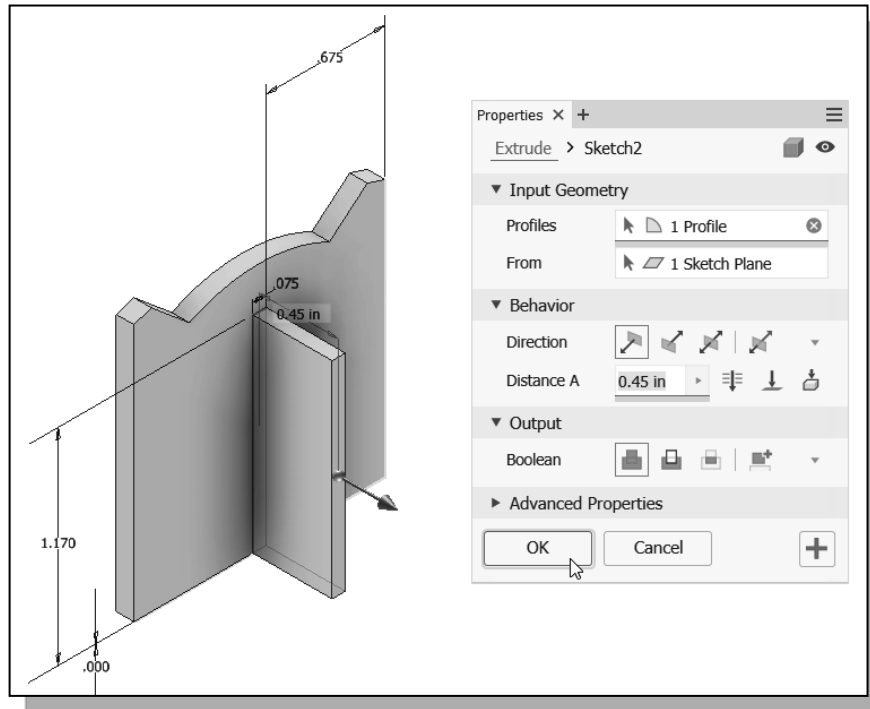 .675
.075
0.45 in
1.170
.000
Properties × +
Extrude > Sketch2
▼ Input Geometry
Profiles 1 Profile
From 1 Sketch Plane
▼ Behavior
Direction
Distance A 0.45 in
▼ Output
Boolean
► Advanced Properties
OK Cancel +